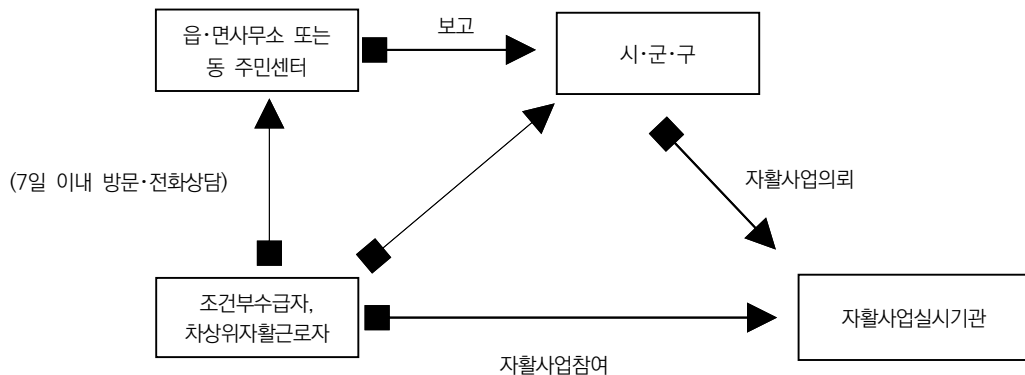 읍·면사무소 또는
동 주민센터
보고
시·군·구
(7일 이내 방문·전화상담)
자활사업의뢰
조건부수급자,
차상위자활근로자
자활사업실시기관
자활사업참여